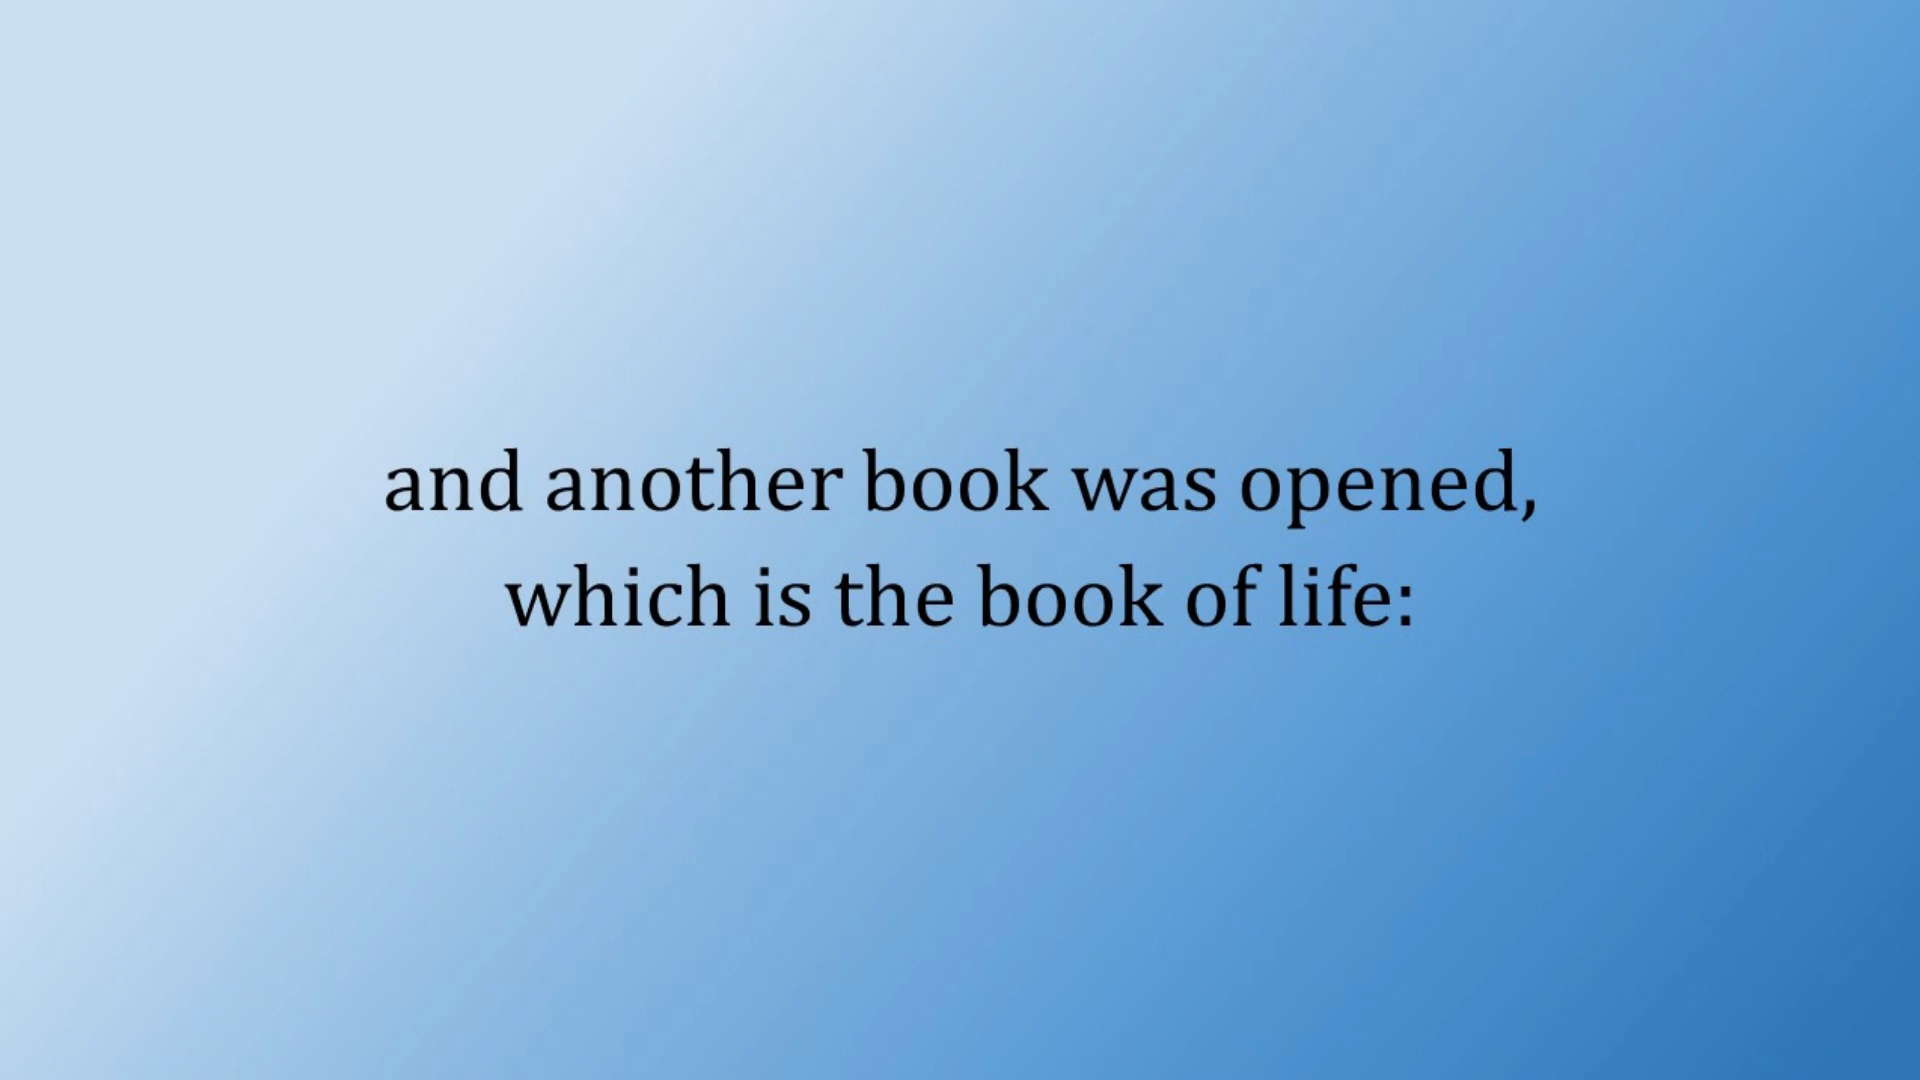 and another book was opened,
which is the book of life: